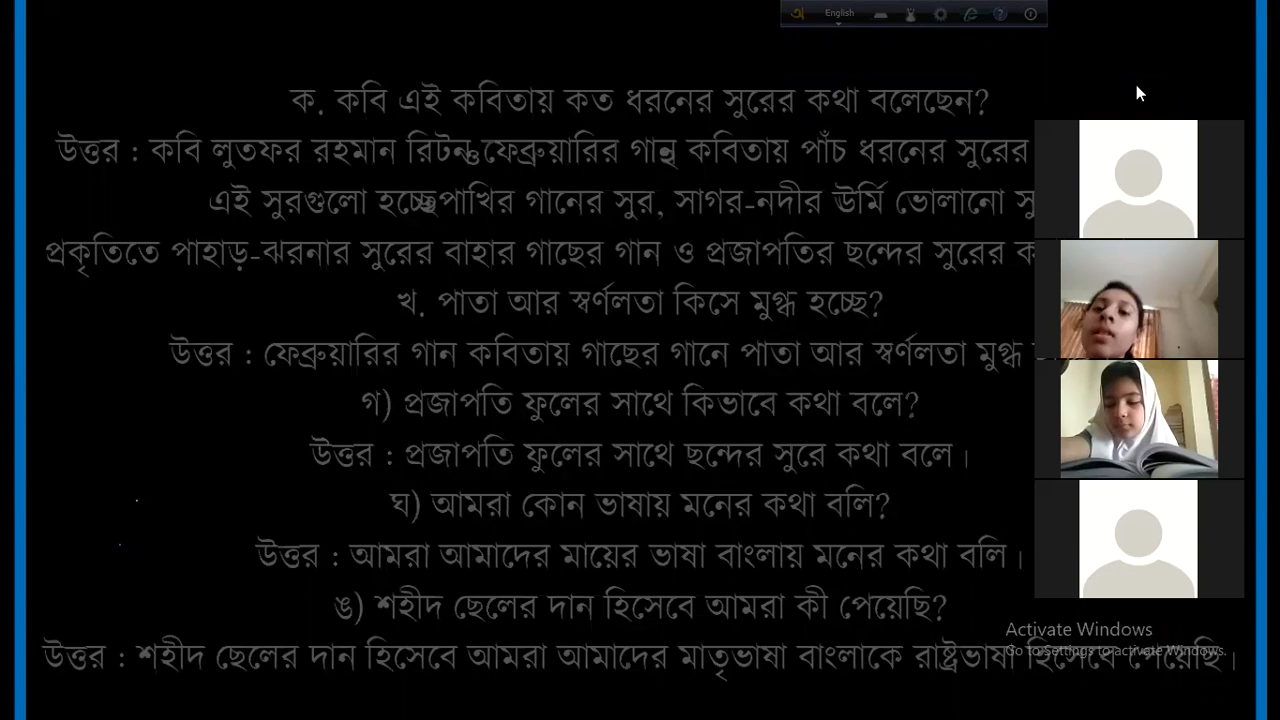 English
ক. কবি এই কবিতায় কত ধরনের সুরের কথা বলেছেন?
উত্তর : কবি লুতফর রহমান রিটন ফেব্রুয়ারির গান কবিতায় পাঁচ ধরনের সুরের
এই সুরগুলো হচ্ছে পাখির গানের সুর, সাগর-নদীর ঊর্মি ভোলানো
প্রকৃতিতে পাহাড়-ঝরনার সুরের বাহার গাছের গান ও প্রজাপতির ছন্দের সুরের
খ. পাতা আর স্বর্ণলতা কিসে মুগ্ধ হচ্ছে?
উত্তর : ফেব্রুয়ারির গান কবিতায় গাছের গানে পাতা আর স্বর্ণলতা মুগ্ধ
গ) প্রজাপতি ফুলের সাথে কিভাবে কথা বলে?
উত্তর : প্রজাপতি ফুলের সাথে ছন্দের সুরে কথা বলে।
ঘ) আমরা কোন ভাষায় মনের কথা বলি?
উত্তর : আমরা আমাদের মায়ের ভাষা বাংলায় মনের কথা বলি।
ঙ) শহীদ ছেলের দান হিসেবে আমরা কী পেয়েছি?
উত্তর : শহীদ ছেলের দান হিসেবে আমরা আমাদের মাতৃভাষা বাংলাকে রাষ্ট্রভাষা হিসেবে পেয়েছি।
Activate Windows
Go to Settings to activate Windows.